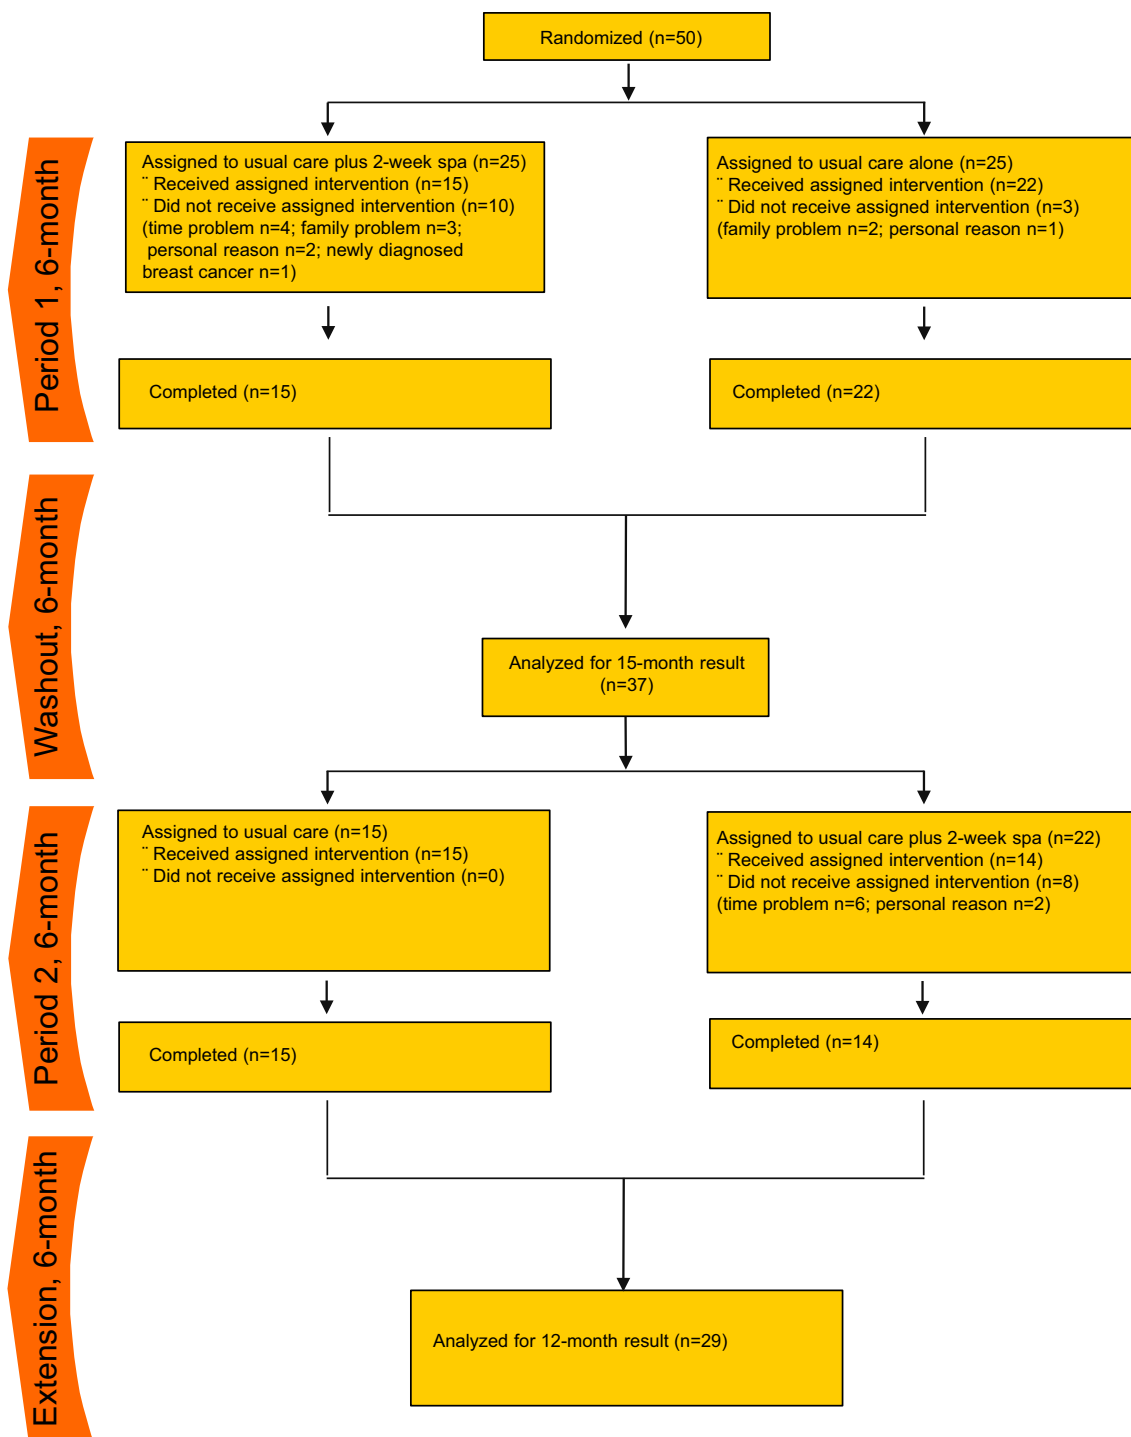 Randomized (n=50)
Period 1, 6-month
Assigned to usual care plus 2-week spa (n=25)
¨ Received assigned intervention (n=15)
¨ Did not receive assigned intervention (n=10)
(time problem n=4; family problem n=3;
personal reason n=2; newly diagnosed
breast cancer n=1)
Assigned to usual care alone (n=25)
¨ Received assigned intervention (n=22)
¨ Did not receive assigned intervention (n=3)
(family problem n=2; personal reason n=1)
Completed (n=15)
Completed (n=22)
Washout, 6-month
Analyzed for 15-month result
(n=37)
Period 2, 6-month
Assigned to usual care (n=15)
¨ Received assigned intervention (n=15)
¨ Did not receive assigned intervention (n=0)
Assigned to usual care plus 2-week spa (n=22)
¨ Received assigned intervention (n=14)
¨ Did not receive assigned intervention (n=8)
(time problem n=6; personal reason n=2)
Completed (n=15)
Completed (n=14)
Extension, 6-month
Analyzed for 12-month result (n=29)